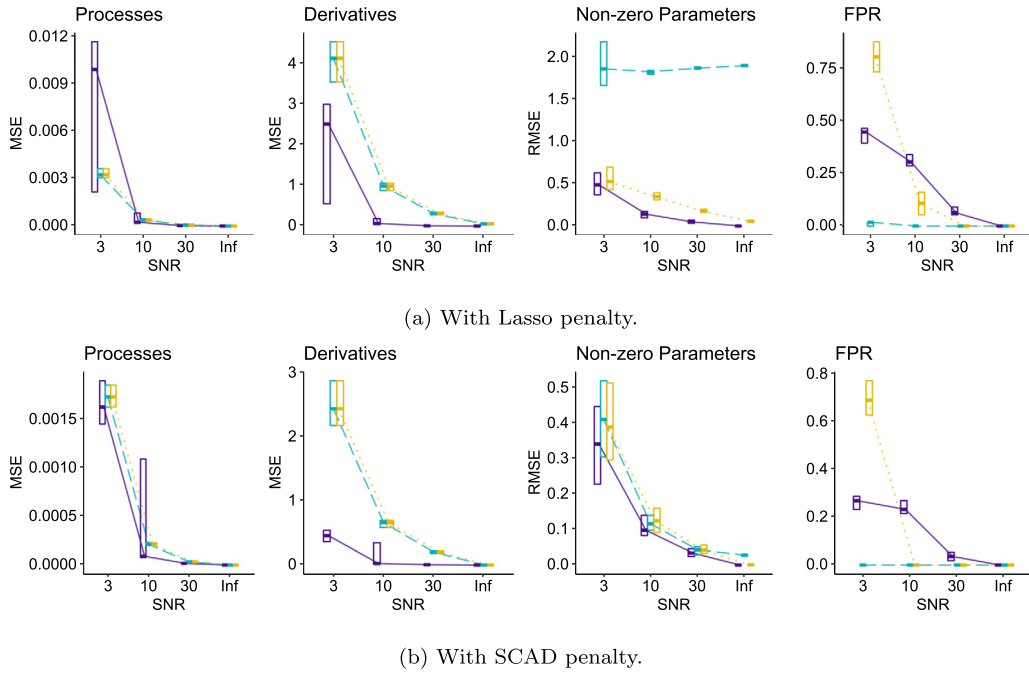 Processes
Derivatives
Non-zero Parameters
FPR
MSE
0.012
0.009
0.006
0.003
0.000
3 10 30 Inf
SNR
MSE
4
3
2
1
0
3 10 30 Inf
SNR
RMSE
2.0
1.5
1.0
0.5
0.0
3 10 30 Inf
SNR
0.75
0.50
0.25
0.00
3 10 30 Inf
SNR
(a) With Lasso penalty.
Processes
Derivatives
Non-zero Parameters
FPR
MSE
0.0015
0.0010
0.0005
0.0000
3 10 30 Inf
SNR
MSE
3
2
1
0
3 10 30 Inf
SNR
RMSE
0.5
0.4
0.3
0.2
0.1
0.0
3 10 30 Inf
SNR
0.8
0.6
0.4
0.2
0.0
3 10 30 Inf
SNR
(b) With SCAD penalty.